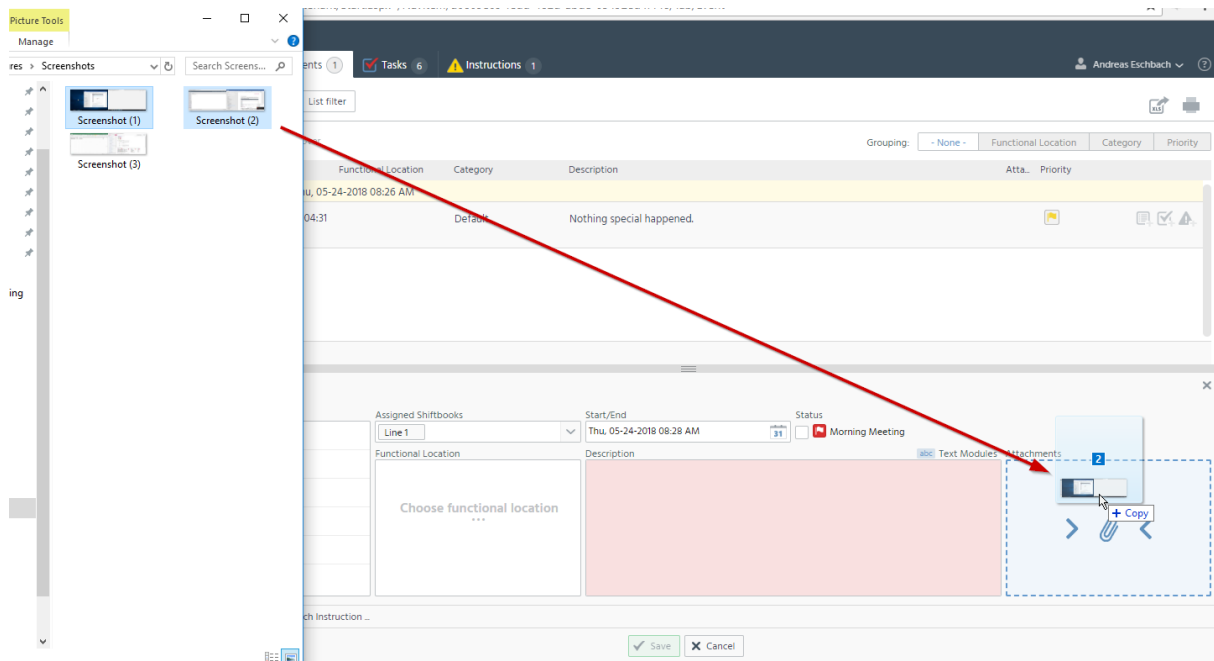 Picture Tools
Manage
res > Screenshots
Search Screens...
Screenshot (1)
Screenshot (2)
Screenshot (3)
ing
ents 1
Tasks 6
Instructions 1
Andreas Eschbach
List filter
XLS
Grouping:
- None -
Functional Location
Category
Priority
Functional Location
Category
Description
Atta..
Priority
u, 05-24-2018 08:26 AM
04:31
Default
Nothing special happened.
Assigned Shiftbooks
Start/End
Status
Line 1
Thu, 05-24-2018 08:28 AM
31
Morning Meeting
Functional Location
Description
abc Text Modules
Attachments
2
Choose functional location
...
+ Copy
ch Instruction ...
Save
Cancel